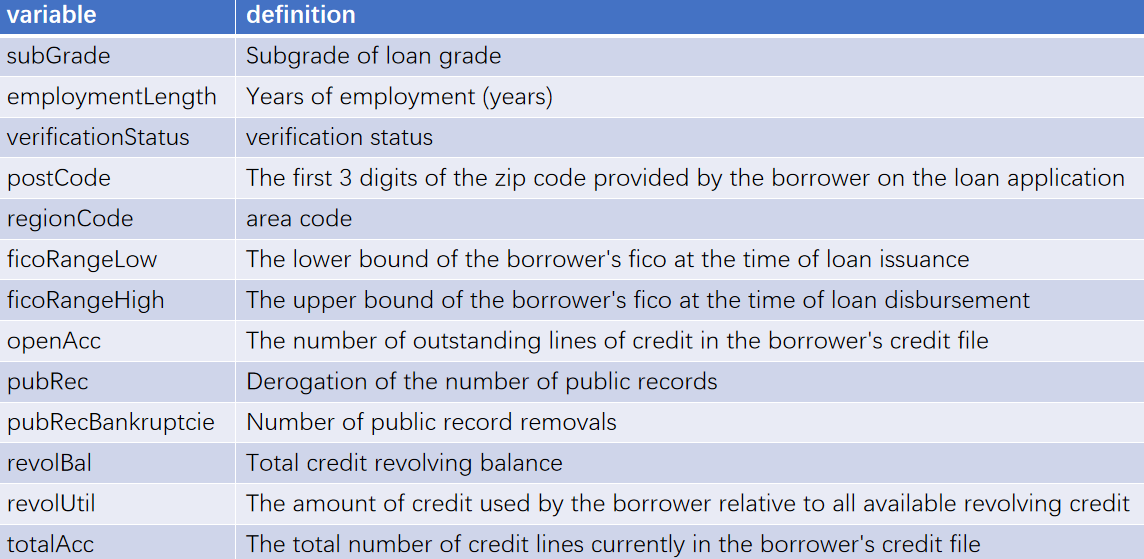 variable definition
subGrade Subgrade of loan grade
employmentLength Years of employment (years)
verificationStatus verification status
postCode The first 3 digits of the zip code provided by the borrower on the loan application
regionCode area code
ficoRangeLow The lower bound of the borrower's fico at the time of loan issuance
ficoRangeHigh The upper bound of the borrower's fico at the time of loan disbursement
openAcc The number of outstanding lines of credit in the borrower's credit file
pubRec Derogation of the number of public records
pubRecBankruptcie Number of public record removals
revolBal Total credit revolving balance
revolUtil The amount of credit used by the borrower relative to all available revolving credit
totalAcc The total number of credit lines currently in the borrower's credit file